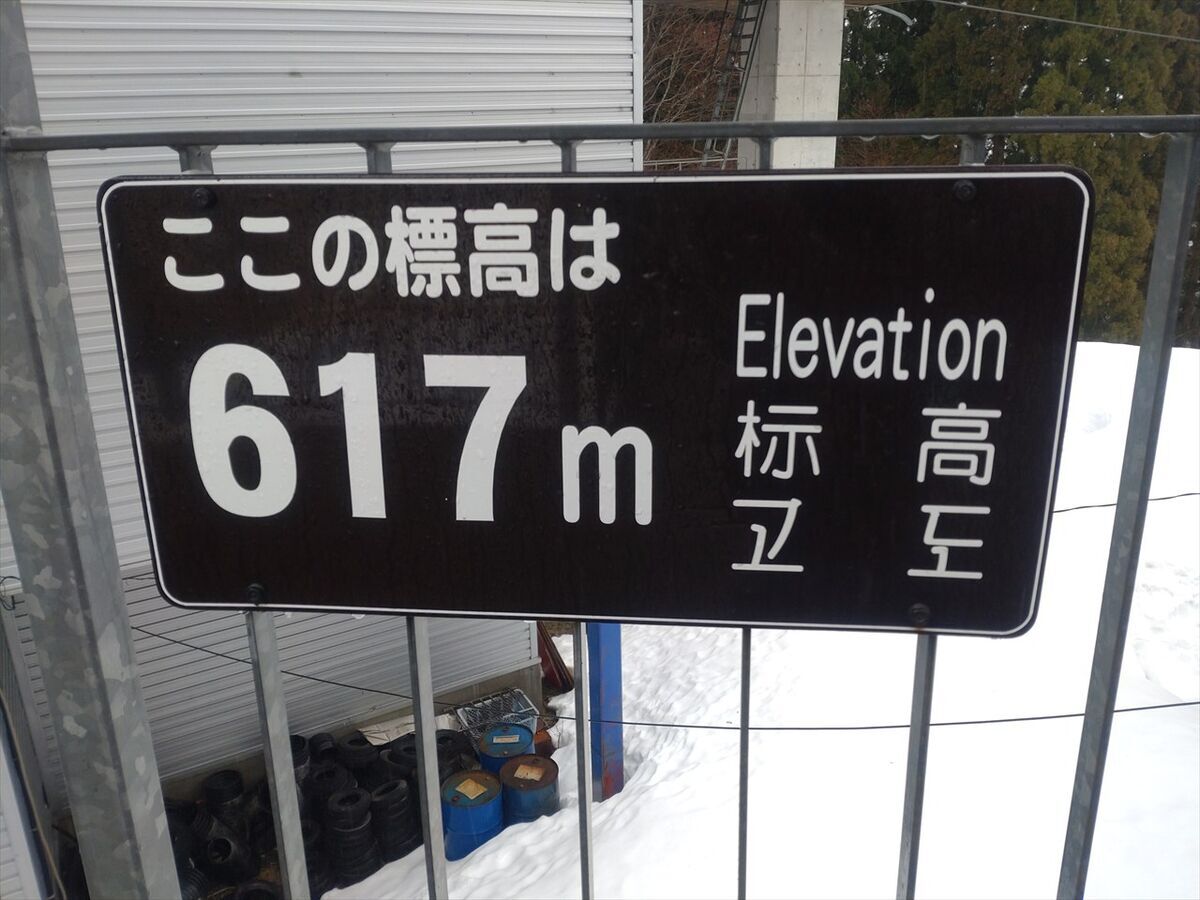 ここの標高は
617m
Elevation
标高
고도